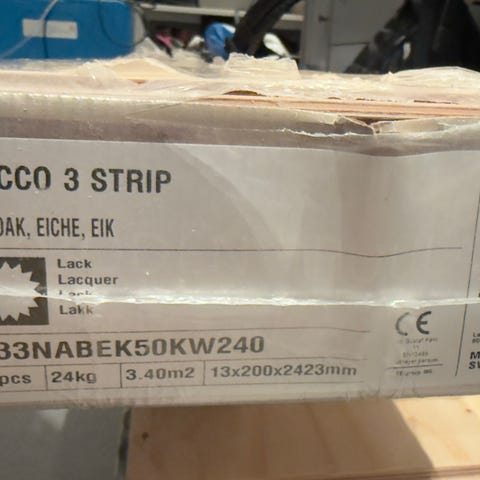 CCO 3 STRIP
OAK, EICHE, EIK
Lack
Lacquer
Lakk
33NABEK50KW240
pcs 24kg 3.40m2 13x200x2423mm
CE